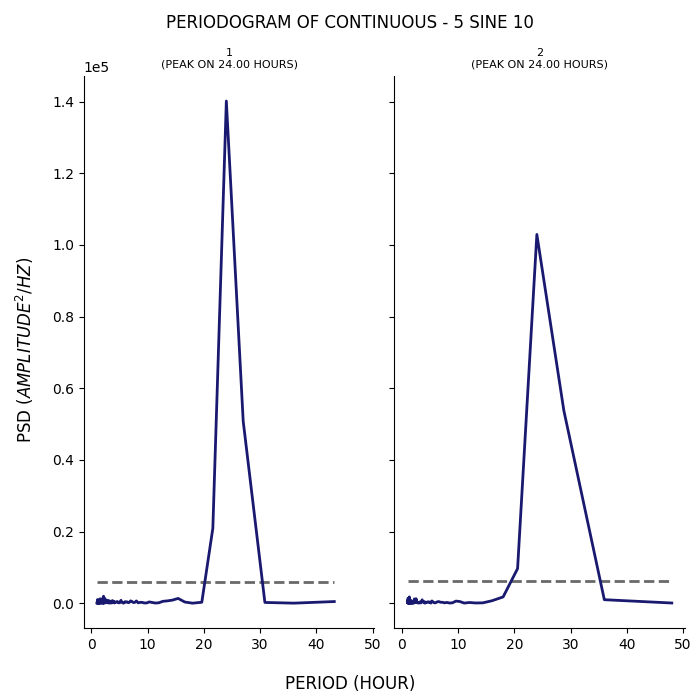 PERIODOGRAM OF CONTINUOUS - 5 SINE 10
1
(PEAK ON 24.00 HOURS)
2
(PEAK ON 24.00 HOURS)
1e5
1.4
1.2
1.0
0.8
0.6
0.4
0.2
0.0
PSD (AMPLITUDE²/HZ)
0 10 20 30 40 50
0 10 20 30 40 50
PERIOD (HOUR)